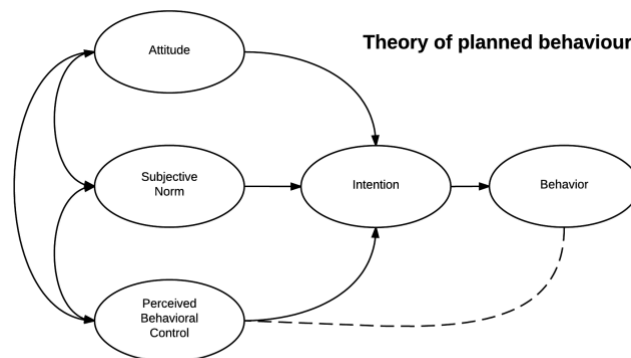 Theory of planned behaviour
Attitude
Subjective
Norm
Intention
Behavior
Perceived
Behavioral
Control